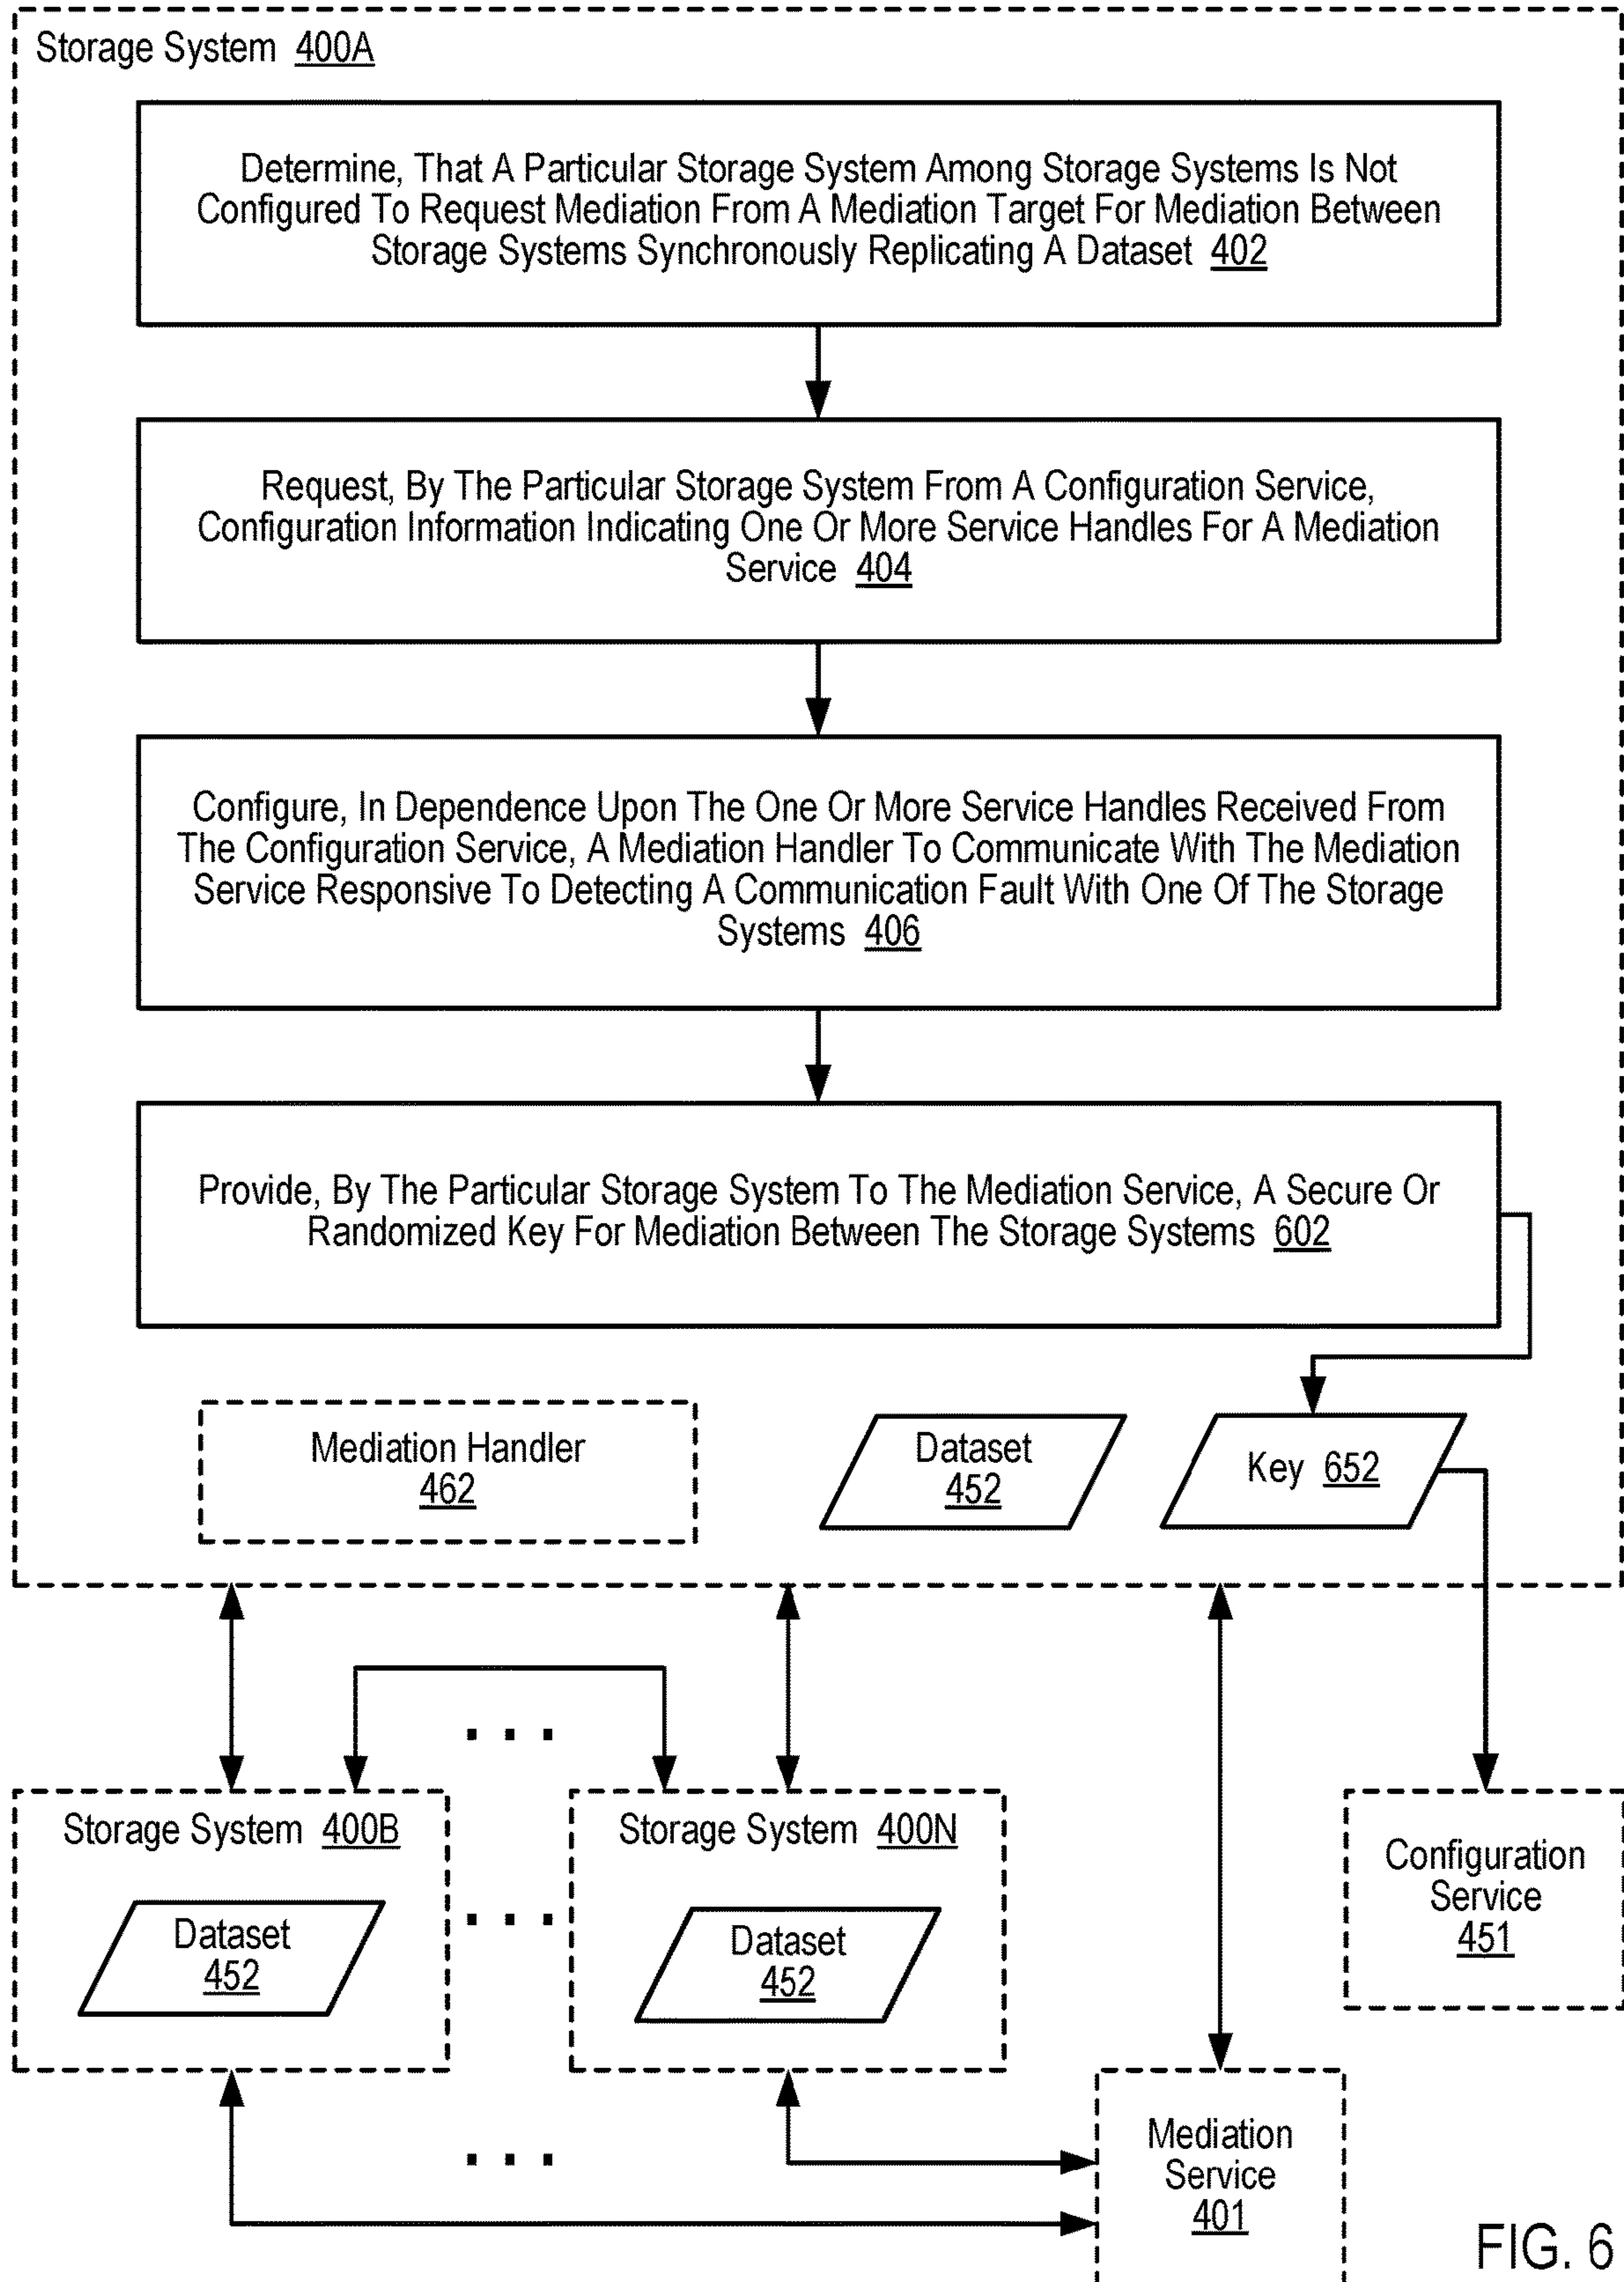 Storage System 400A
Determine, That A Particular Storage System Among Storage Systems Is Not
Configured To Request Mediation From A Mediation Target For Mediation Between
Storage Systems Synchronously Replicating A Dataset 402
Request, By The Particular Storage System From A Configuration Service,
Configuration Information Indicating One Or More Service Handles For A Mediation
Service 404
Configure, In Dependence Upon The One Or More Service Handles Received From
The Configuration Service, A Mediation Handler To Communicate With The Mediation
Service Responsive To Detecting A Communication Fault With One Of The Storage
Systems 406
Provide, By The Particular Storage System To The Mediation Service, A Secure Or
Randomized Key For Mediation Between The Storage Systems 602
Mediation Handler
462
Dataset
452
Key 652
. . .
Storage System 400B
Dataset
452
. . .
Storage System 400N
Dataset
452
Configuration
Service
451
. . .
Mediation
Service
401
FIG. 6